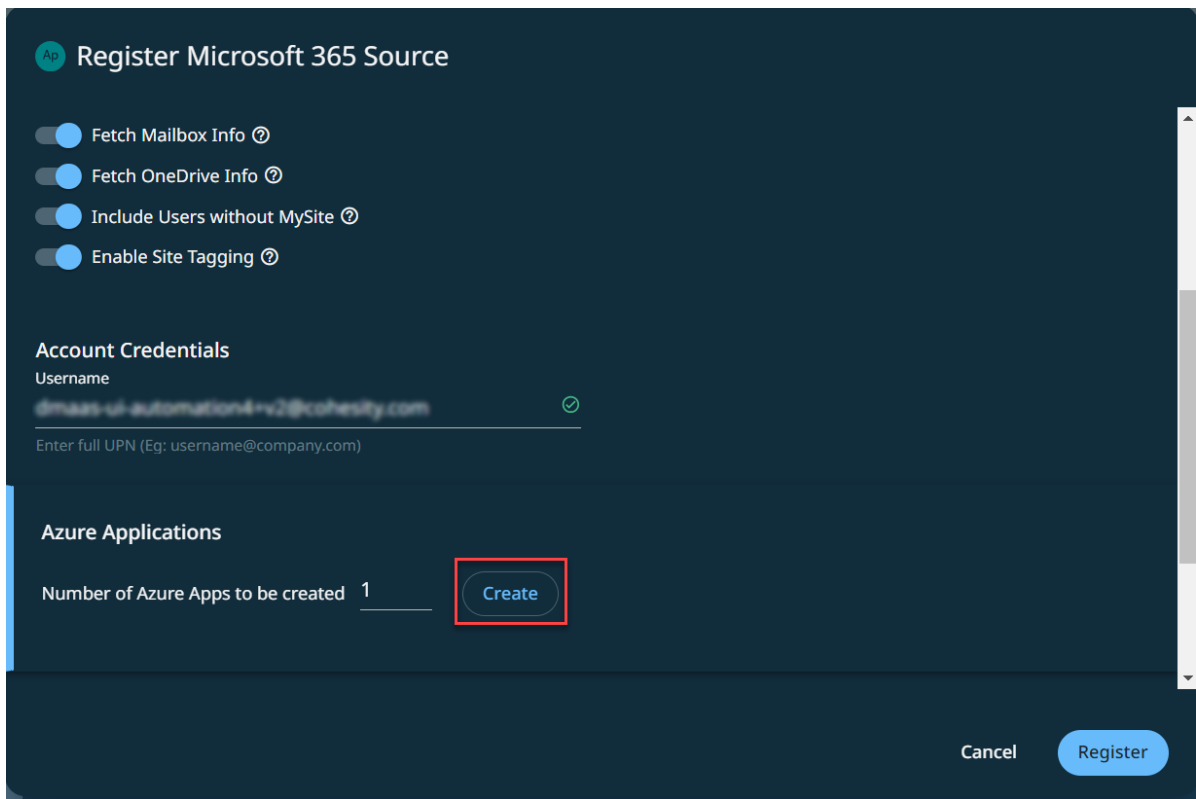 Ap
Register Microsoft 365 Source
Fetch Mailbox Info
Fetch OneDrive Info
Include Users without MySite
Enable Site Tagging
Account Credentials
Username
Enter full UPN (Eg: username@company.com)
Azure Applications
Number of Azure Apps to be created 1 Create
Cancel Register